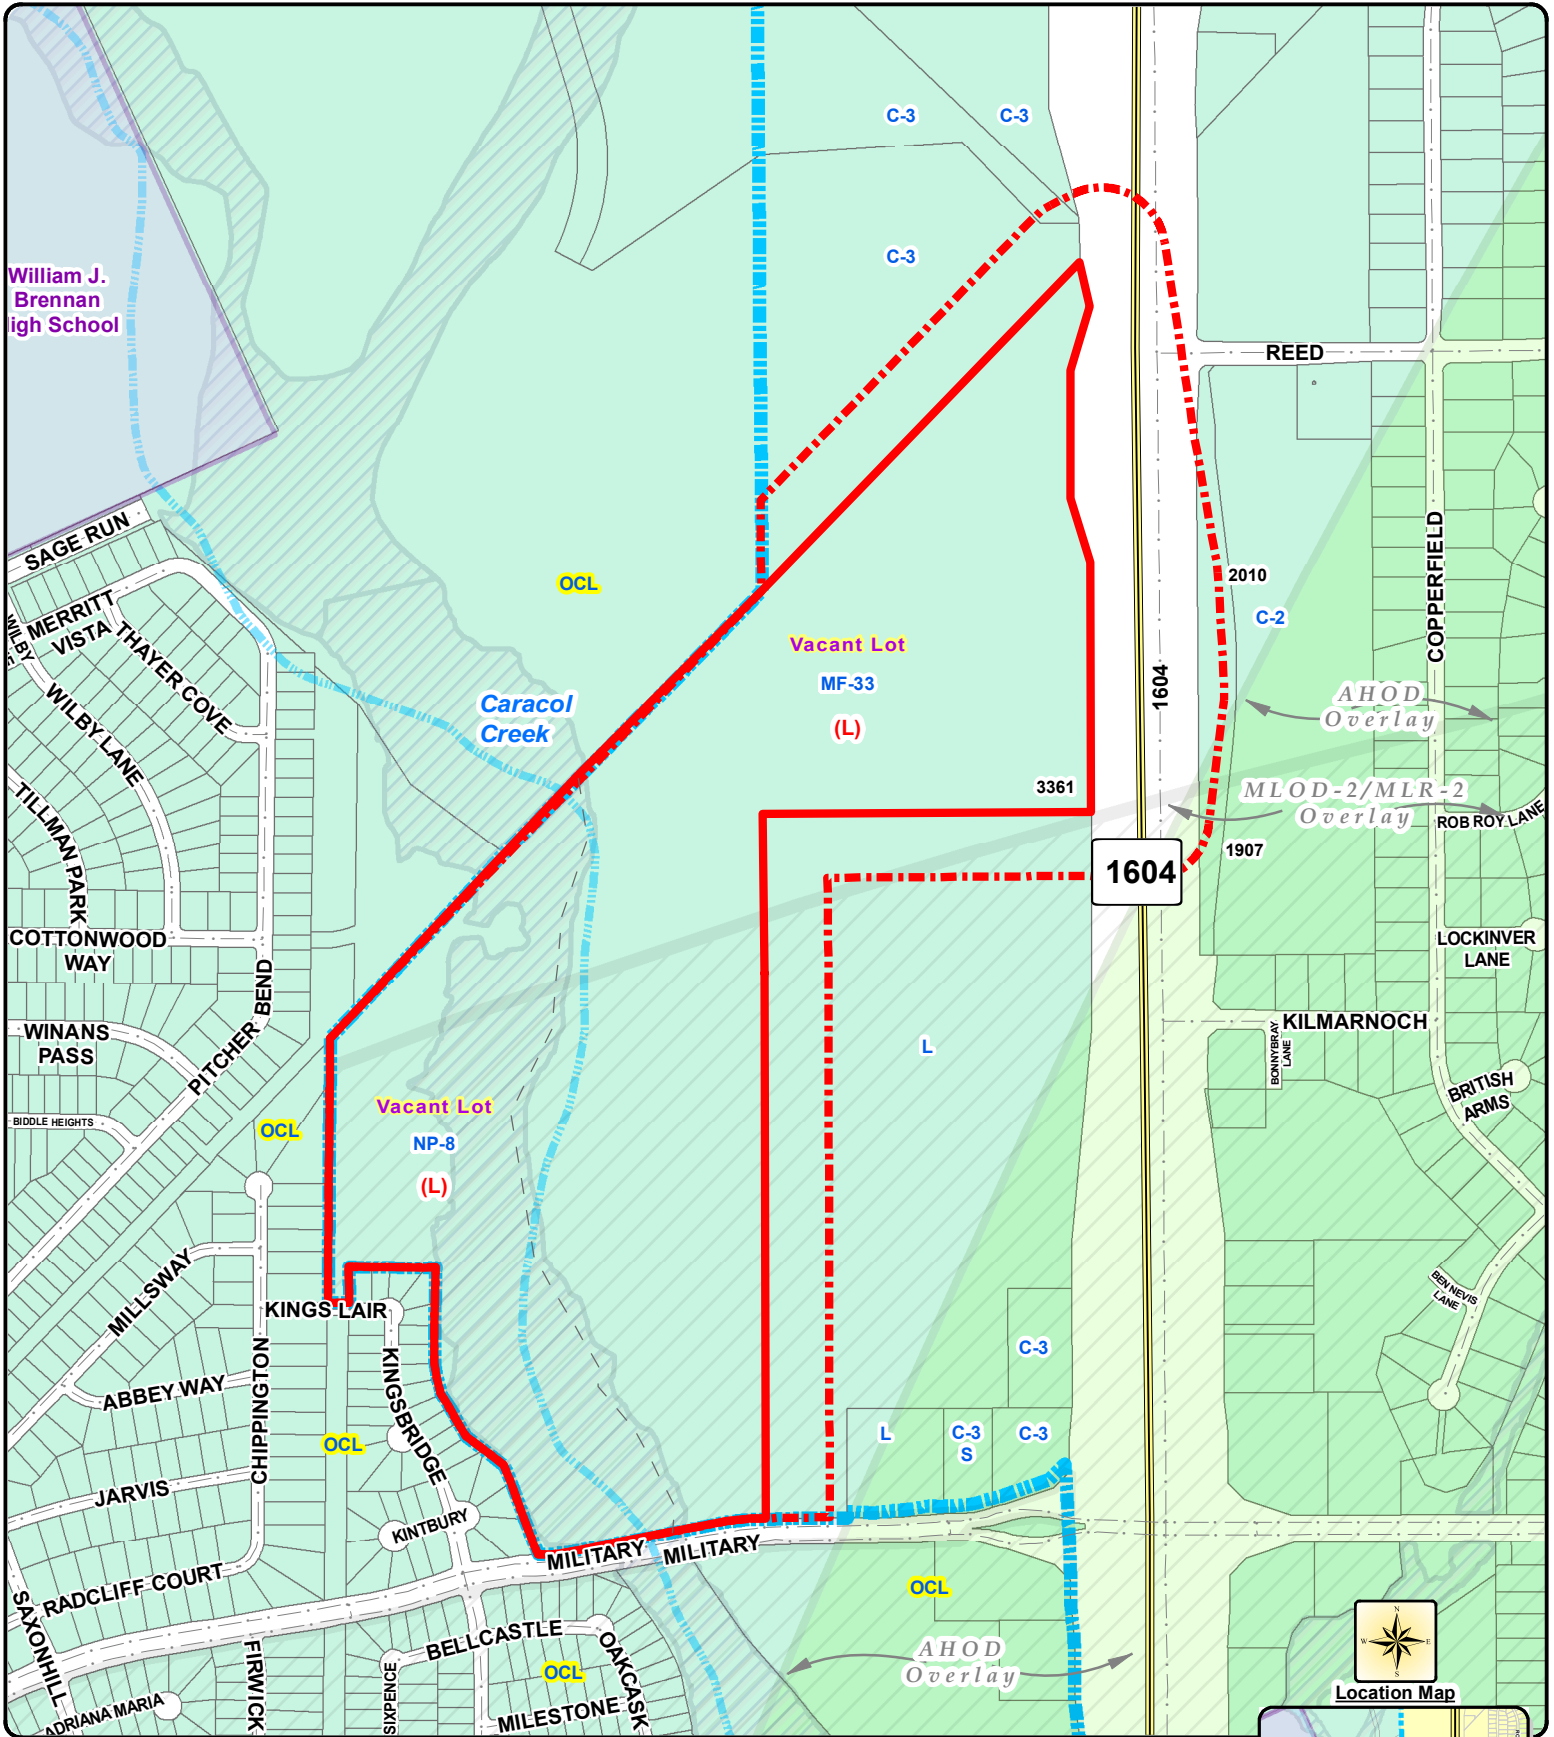 C-3
C-3
C-3
William J.
Brennan
igh School
REED
SAGE RUN
MERRITT
VISTA
WILBY
THAYER COVE
WILBY LANE
TILLMAN PARK
OCL
Caracol
Creek
Vacant Lot
MF-33
(L)
3361
1604
2010
C-2
COPPERFIELD
AHOD
Overlay
MLOD-2/MLR-2
Overlay
ROB ROY LANE
1907
1604
COTTONWOOD
WAY
PITCHER BEND
WINANS
PASS
BIDDLE HEIGHTS
OCL
Vacant Lot
NP-8
(L)
L
LOCKINVER
LANE
KILMARNOCH
BONNYBRAY
LANE
BRITISH
ARMS
BEN NEVIS
LANE
MILLSWAY
KINGS LAIR
KINGSBRIDGE
CHIPPINGTON
ABBEY WAY
OCL
JARVIS
KINTBURY
RADCLIFF COURT
SAXONHILL
C-3
L
C-3
S
C-3
MILITARY
MILITARY
OCL
AHOD
Overlay
FIRWICK
SIXPENCE
BELLCASTLE
OAKCASK
OCL
MILESTONE
ADRIANA MARIA
N
W
E
S
Location Map